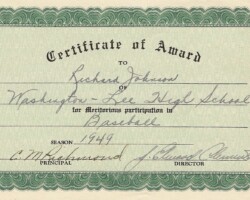 Certificate of Award
TO
Richard Johnson
OF
Washington - Lee High School
for Meritorious participation in
Baseball
SEASON 1949
PRINCIPAL
DIRECTOR